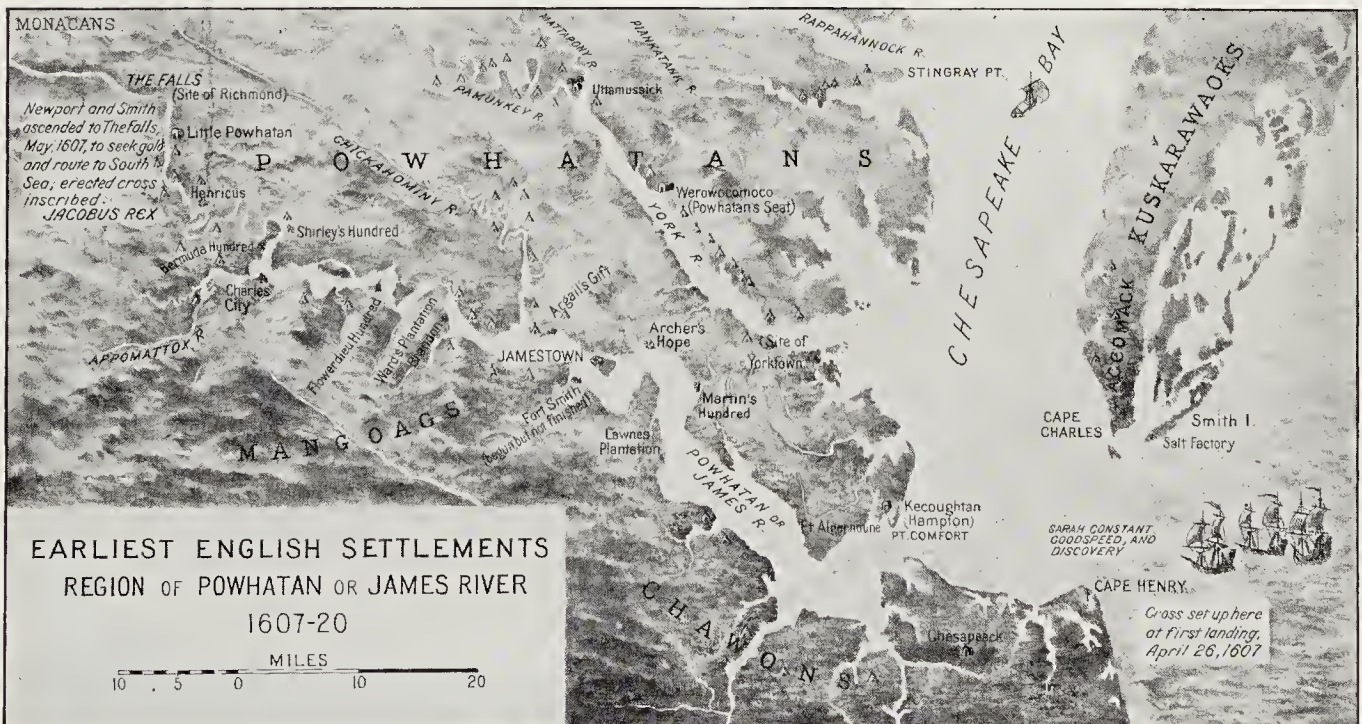 MONACANS
THE FALLS
(Site of Richmond)
Newport and Smith
ascended to The Falls,
May, 1607, to seek gold
and route to South
Sea; erected cross
inscribed:
JACOBUS REX
Little Powhatan
Henricus
Shirley's Hundred
Bermuda Hundred
Charles
City
APPOMATTOX R.
MATTAPONY R.
PIANKATANK R.
RAPPAHANNOCK R.
PAMUNKEY R.
Uttamussick
STINGRAY PT.
POWHATANS
CHICKAHOMINY R.
Werowocomoco
(Powhatan's Seat)
YORK R.
CHESAPEAKE BAY
KUSKARAWAOKS
ACCOMACK
Flowerdieu Hundred
Ward's Plantation
Brandon
Argall's Gift
JAMESTOWN
Archer's
Hope
Site of
Yorktown
Martin's
Hundred
Fort Smith
(begun but not finished)
Lawnes
Plantation
MANGOAGS
POWHATAN OR
JAMES R.
Ft Algernoune
Kecoughtan
(Hampton)
PT. COMFORT
CAPE
CHARLES
Smith I.
Salt Factory
SARAH CONSTANT,
GOODSPEED, AND
DISCOVERY
CAPE HENRY
Cross set up here
at first landing,
April 26, 1607
CHAWONS
Chesapeack
EARLIEST ENGLISH SETTLEMENTS
REGION OF POWHATAN OR JAMES RIVER
1607-20
MILES
10 5 0 10 20